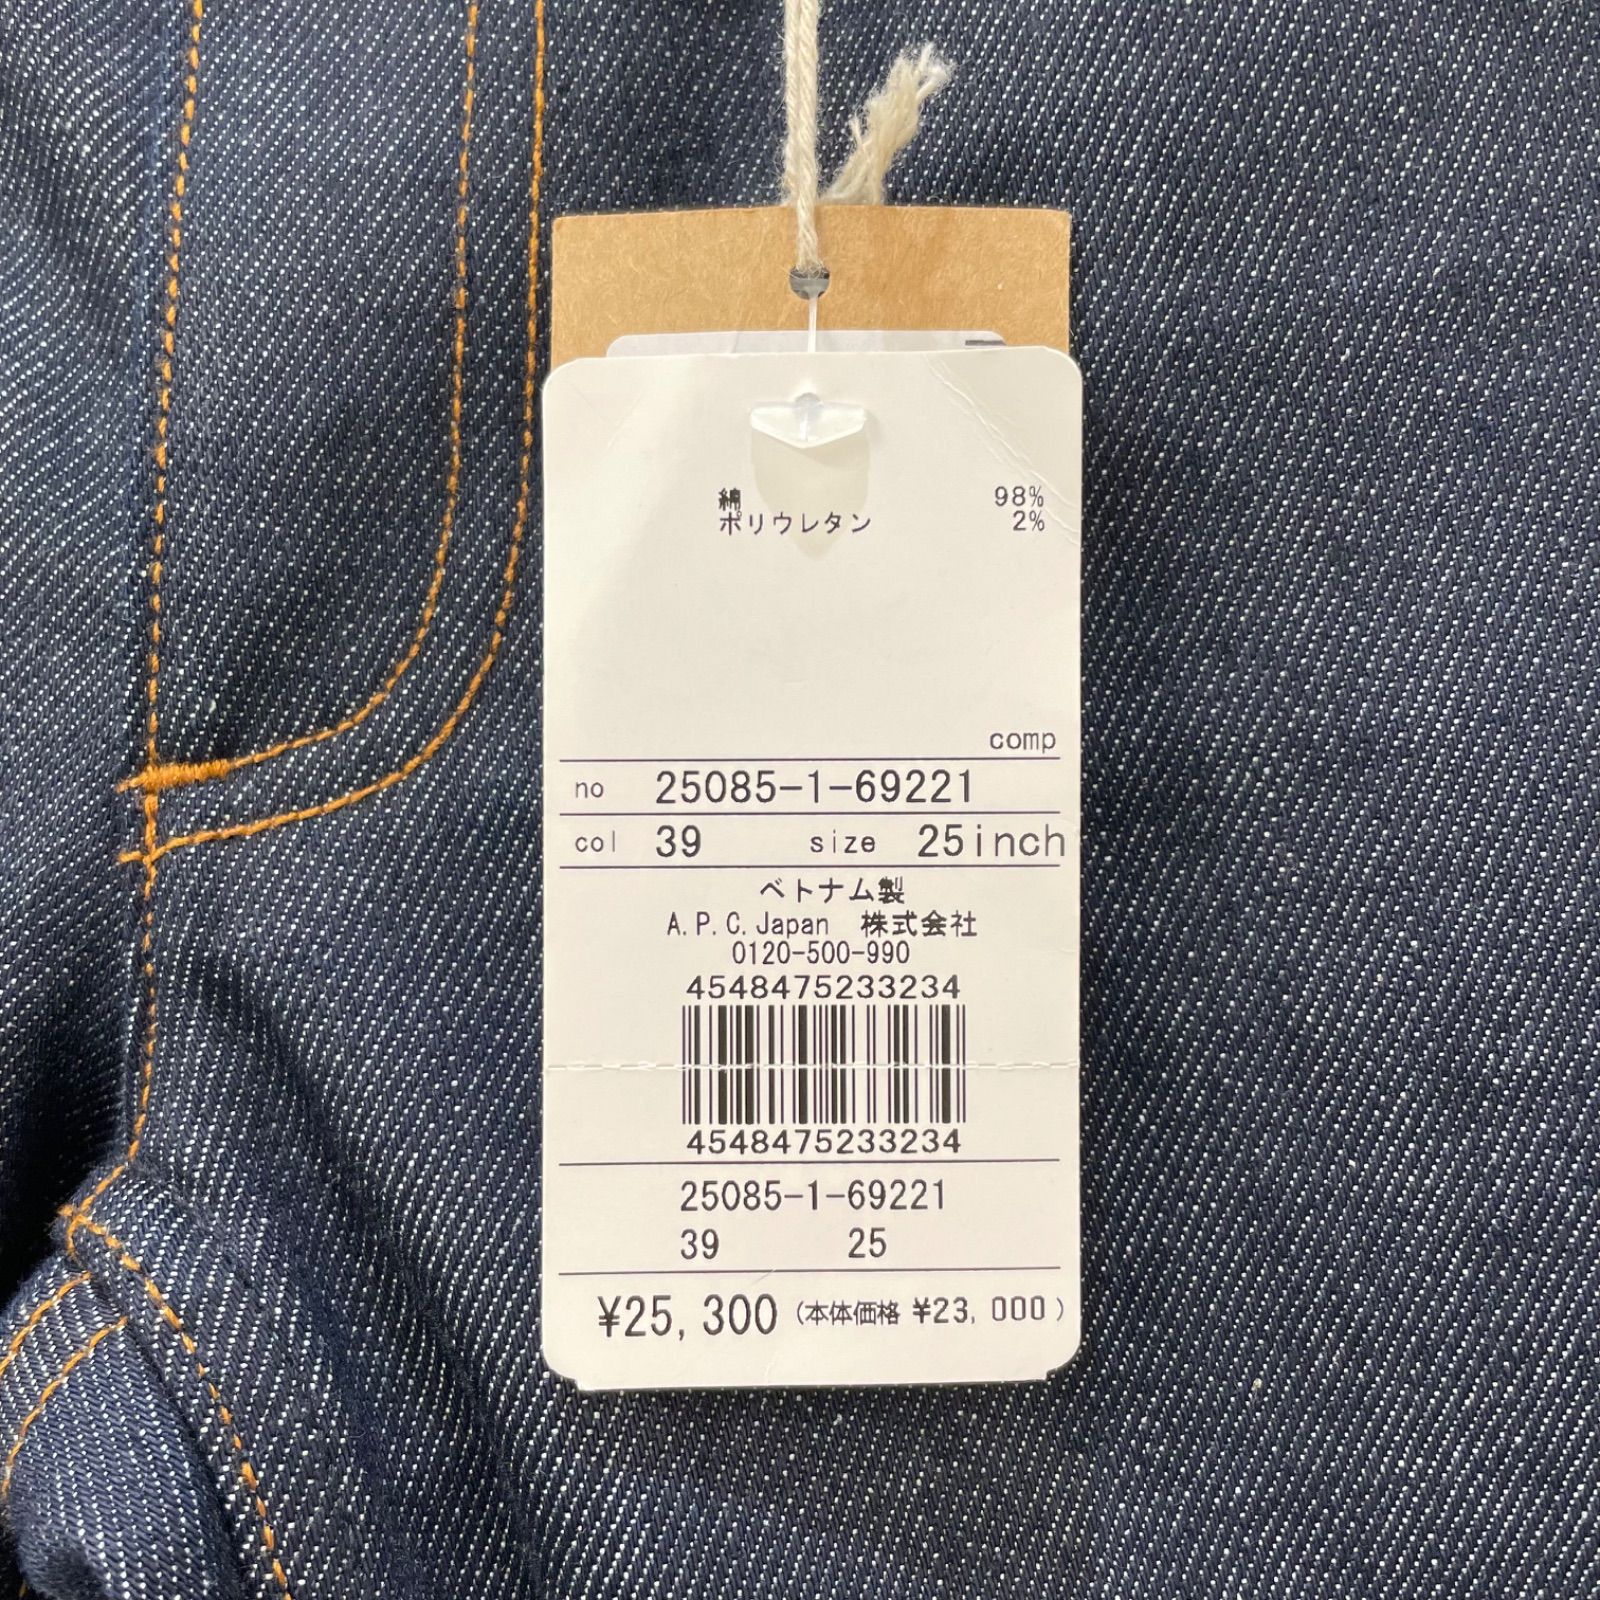 綿 98%
ポリウレタン 2%
comp
no 25085-1-69221
col 39 size 25inch
ベトナム製
A.P.C.Japan 株式会社
0120-500-990
4548475233234
4548475233234
25085-1-69221
39 25
¥25,300 (本体価格 ¥23,000)